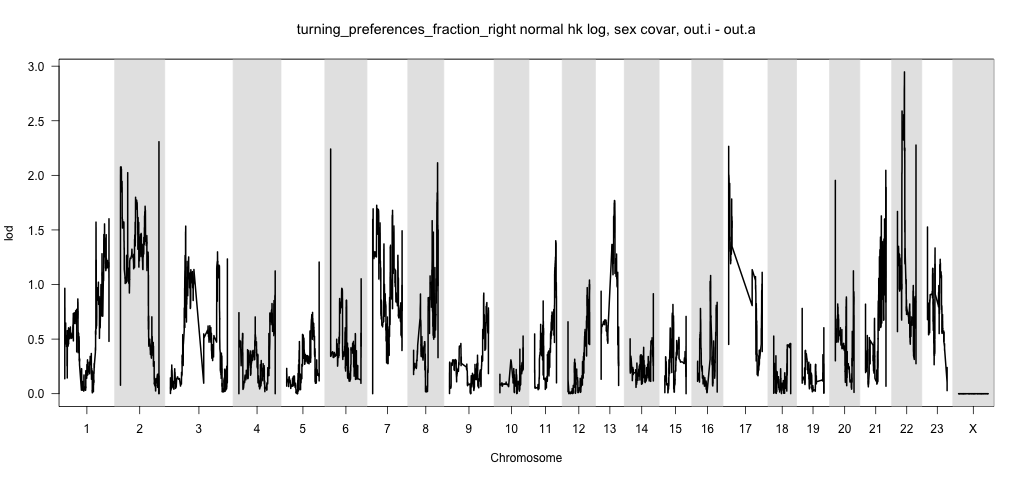 turning_preferences_fraction_right normal hk log, sex covar, out.i - out.a
3.0
2.5
2.0
1.5
1.0
0.5
0.0
lod
1 2 3 4 5 6 7 8 9 10 11 12 13 14 15 16 17 18 19 20 21 22 23 X
Chromosome